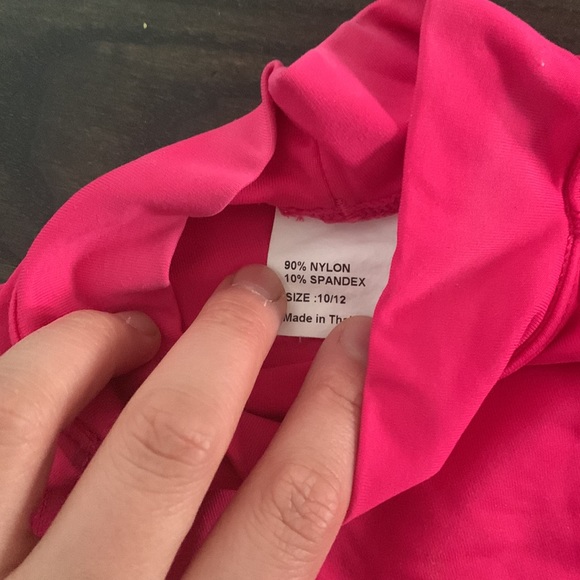 90% NYLON
10% SPANDEX
SIZE :10/12
Made in